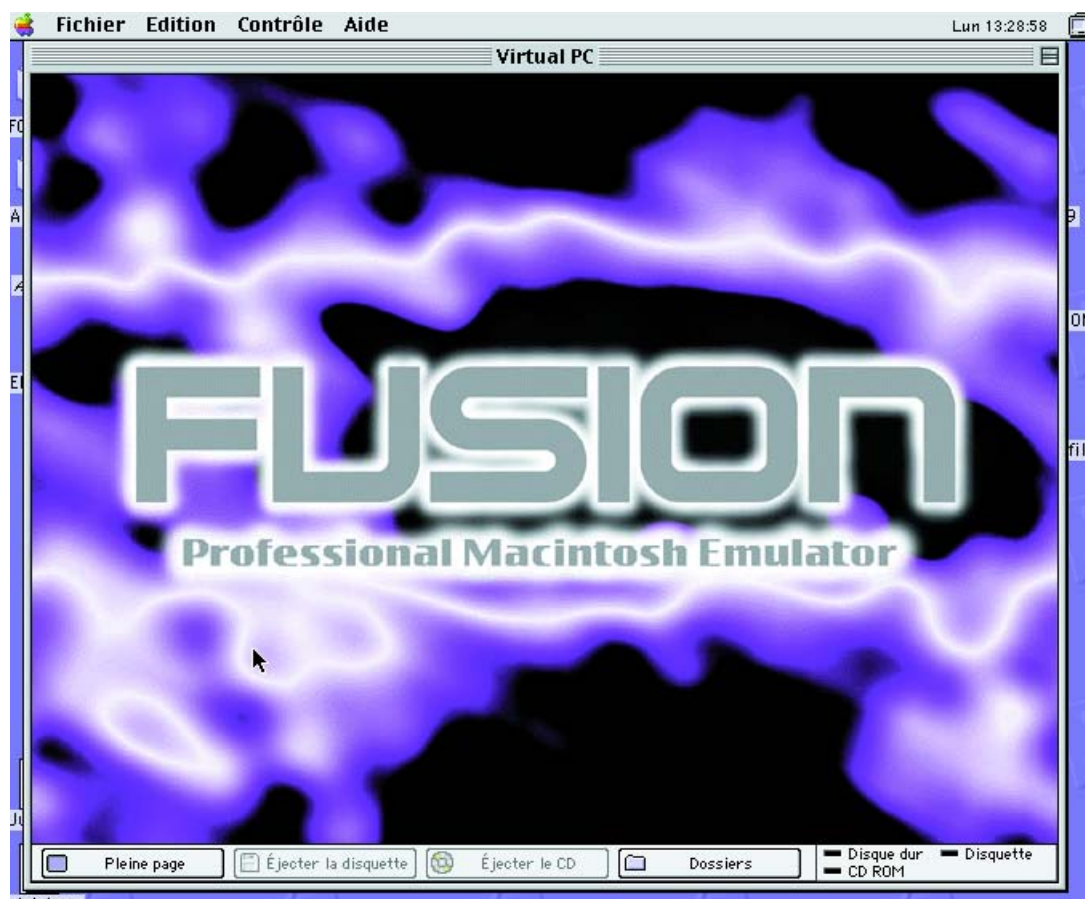 Fichier Edition Contrôle Aide Lun 13:28:58
Virtual PC
FUSION
Professional Macintosh Emulator
Pleine page Éjecter la disquette Éjecter le CD Dossiers Disque dur Disquette
CD ROM